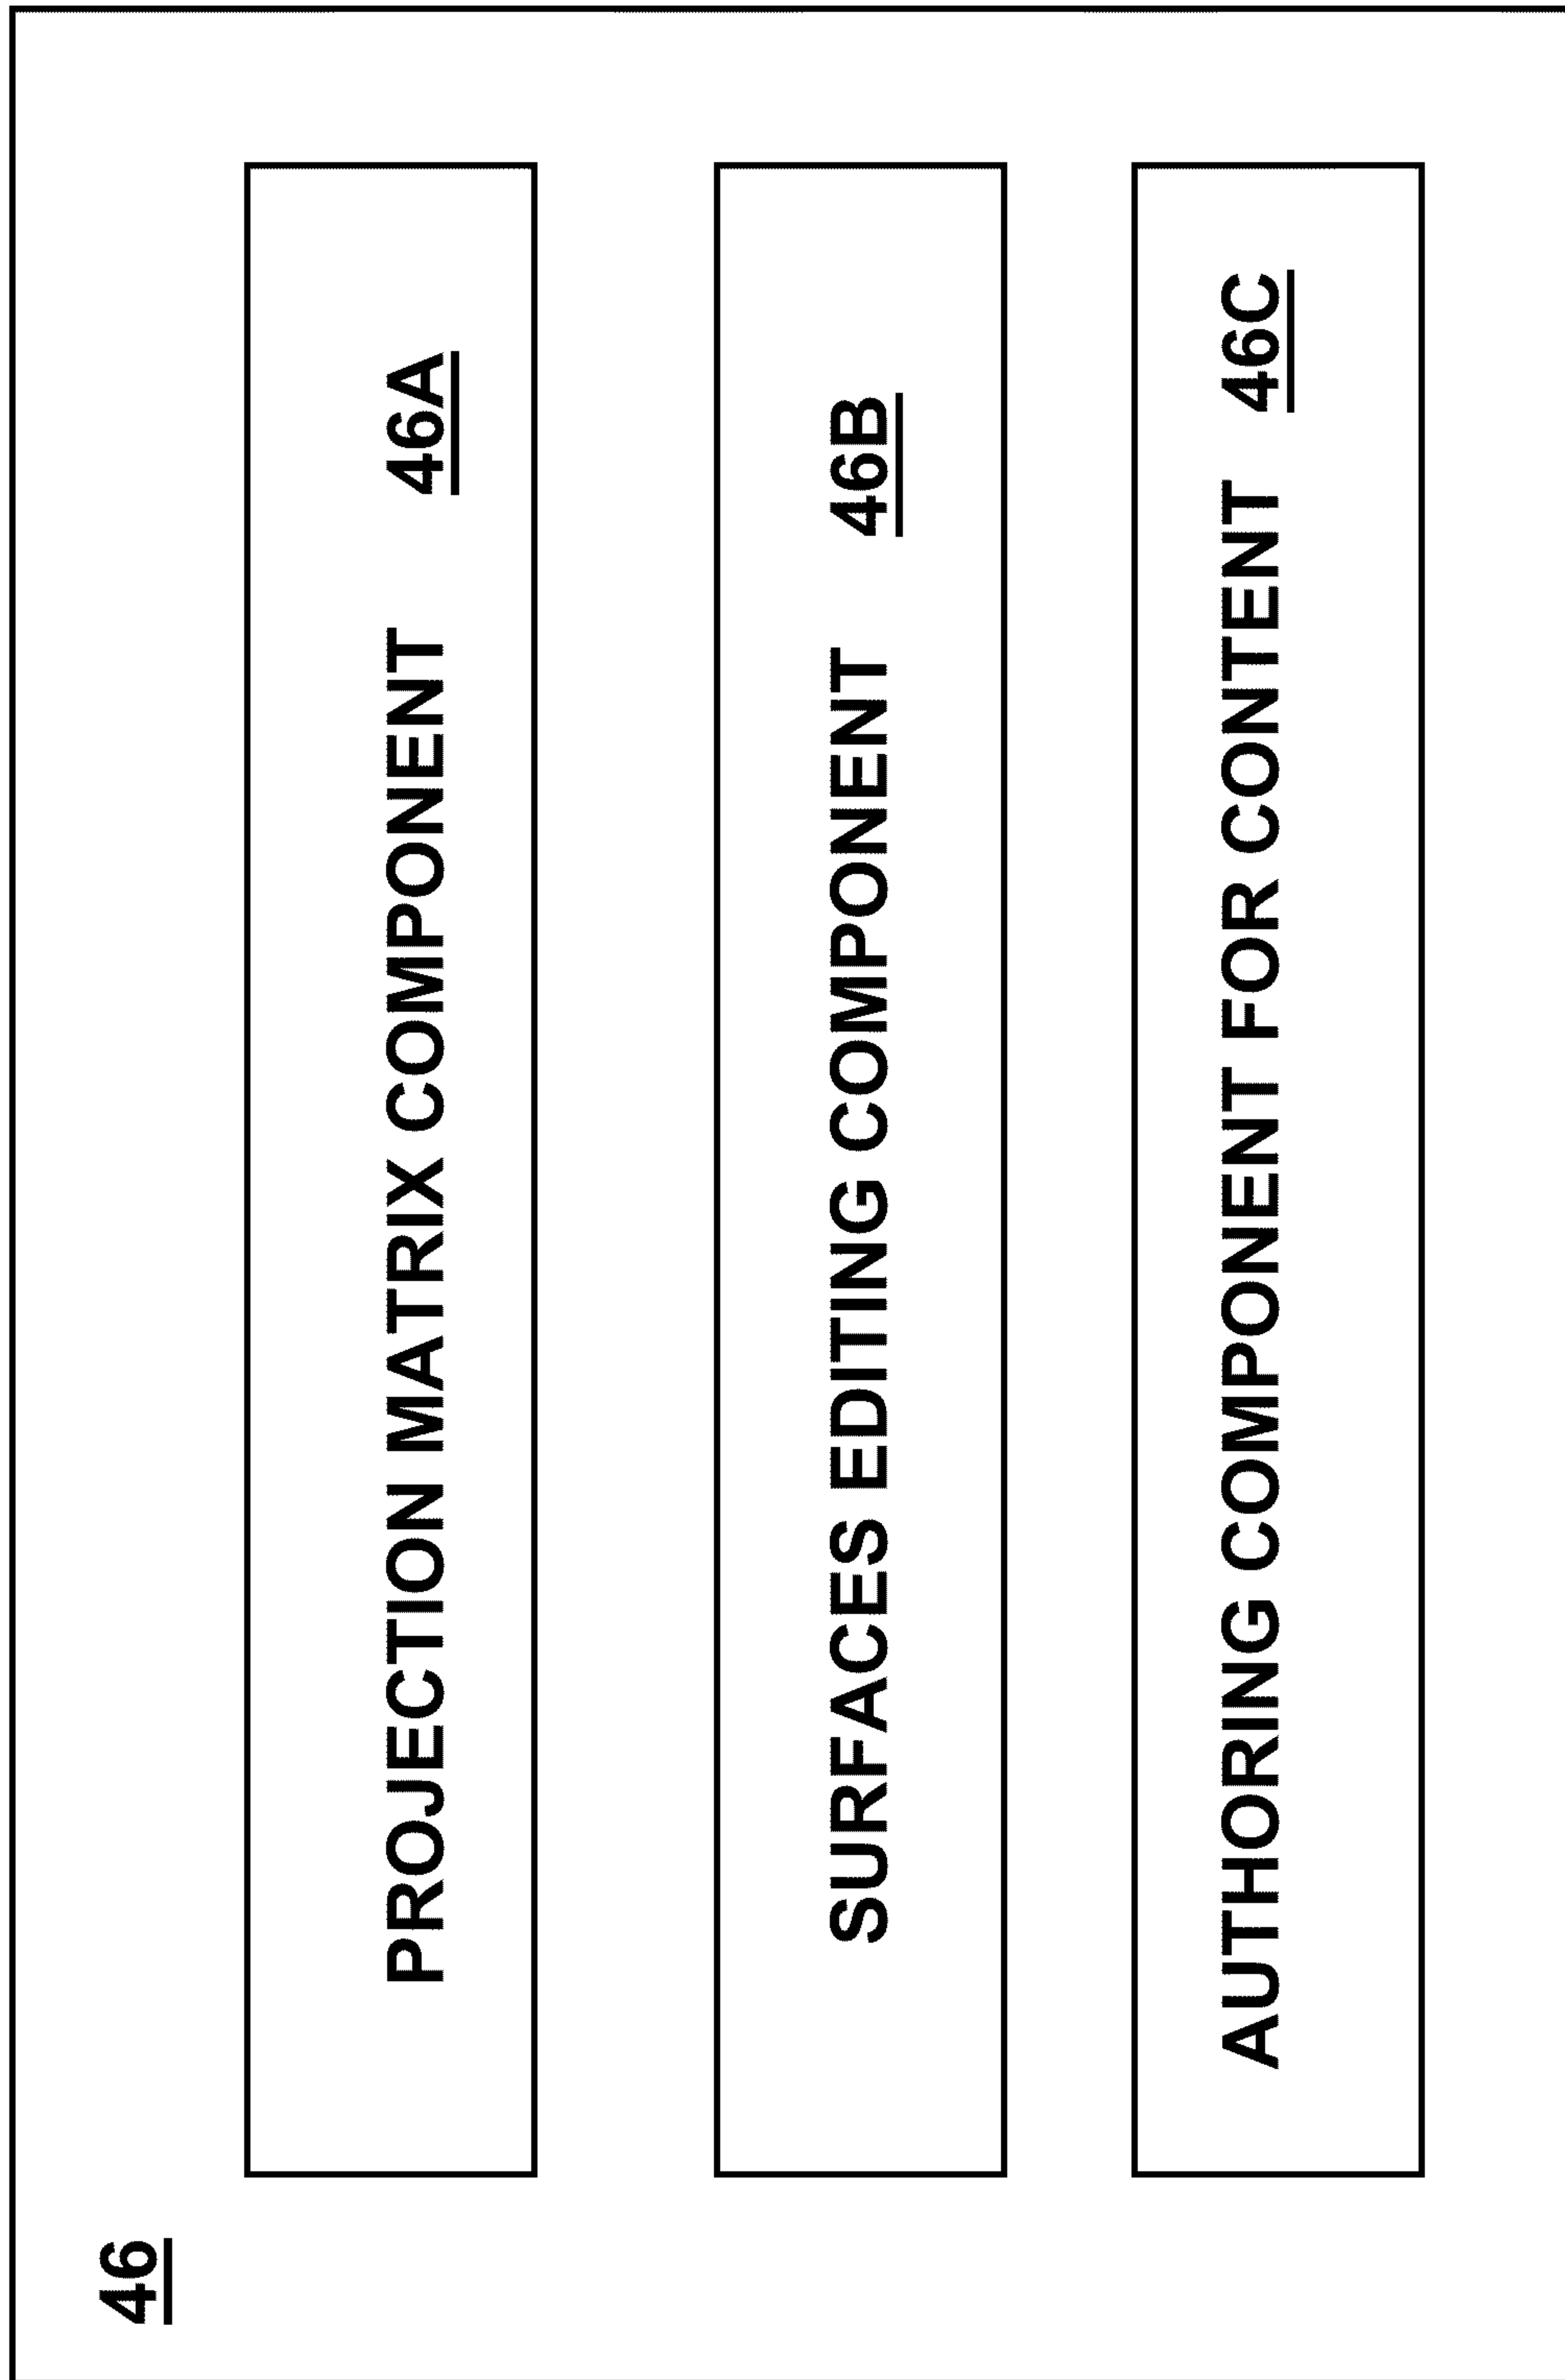 46
PROJECTION MATRIX COMPONENT 46A
SURFACES EDITING COMPONENT 46B
AUTHORING COMPONENT FOR CONTENT 46C